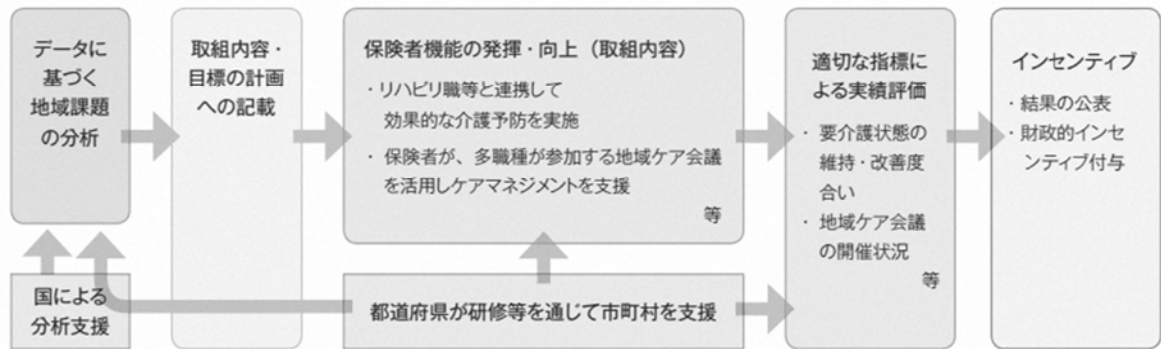 データに
基づく
地域課題
の分析
取組内容・
目標の計画
への記載
保険者機能の発揮・向上（取組内容）
・リハビリ職等と連携して
効果的な介護予防を実施
・保険者が、多職種が参加する地域ケア会議
を活用しケアマネジメントを支援
等
適切な指標に
よる実績評価
・要介護状態の
維持・改善度
合い
・地域ケア会議
の開催状況
等
インセンティブ
・結果の公表
・財政的インセ
ンティブ付与
国による
分析支援
都道府県が研修等を通じて市町村を支援